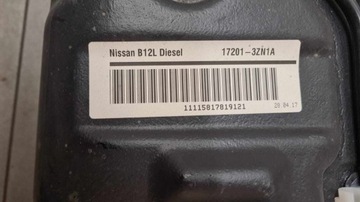 Nissan B12L Diesel 17201-3ZN1A
11115817819121 28 04 17